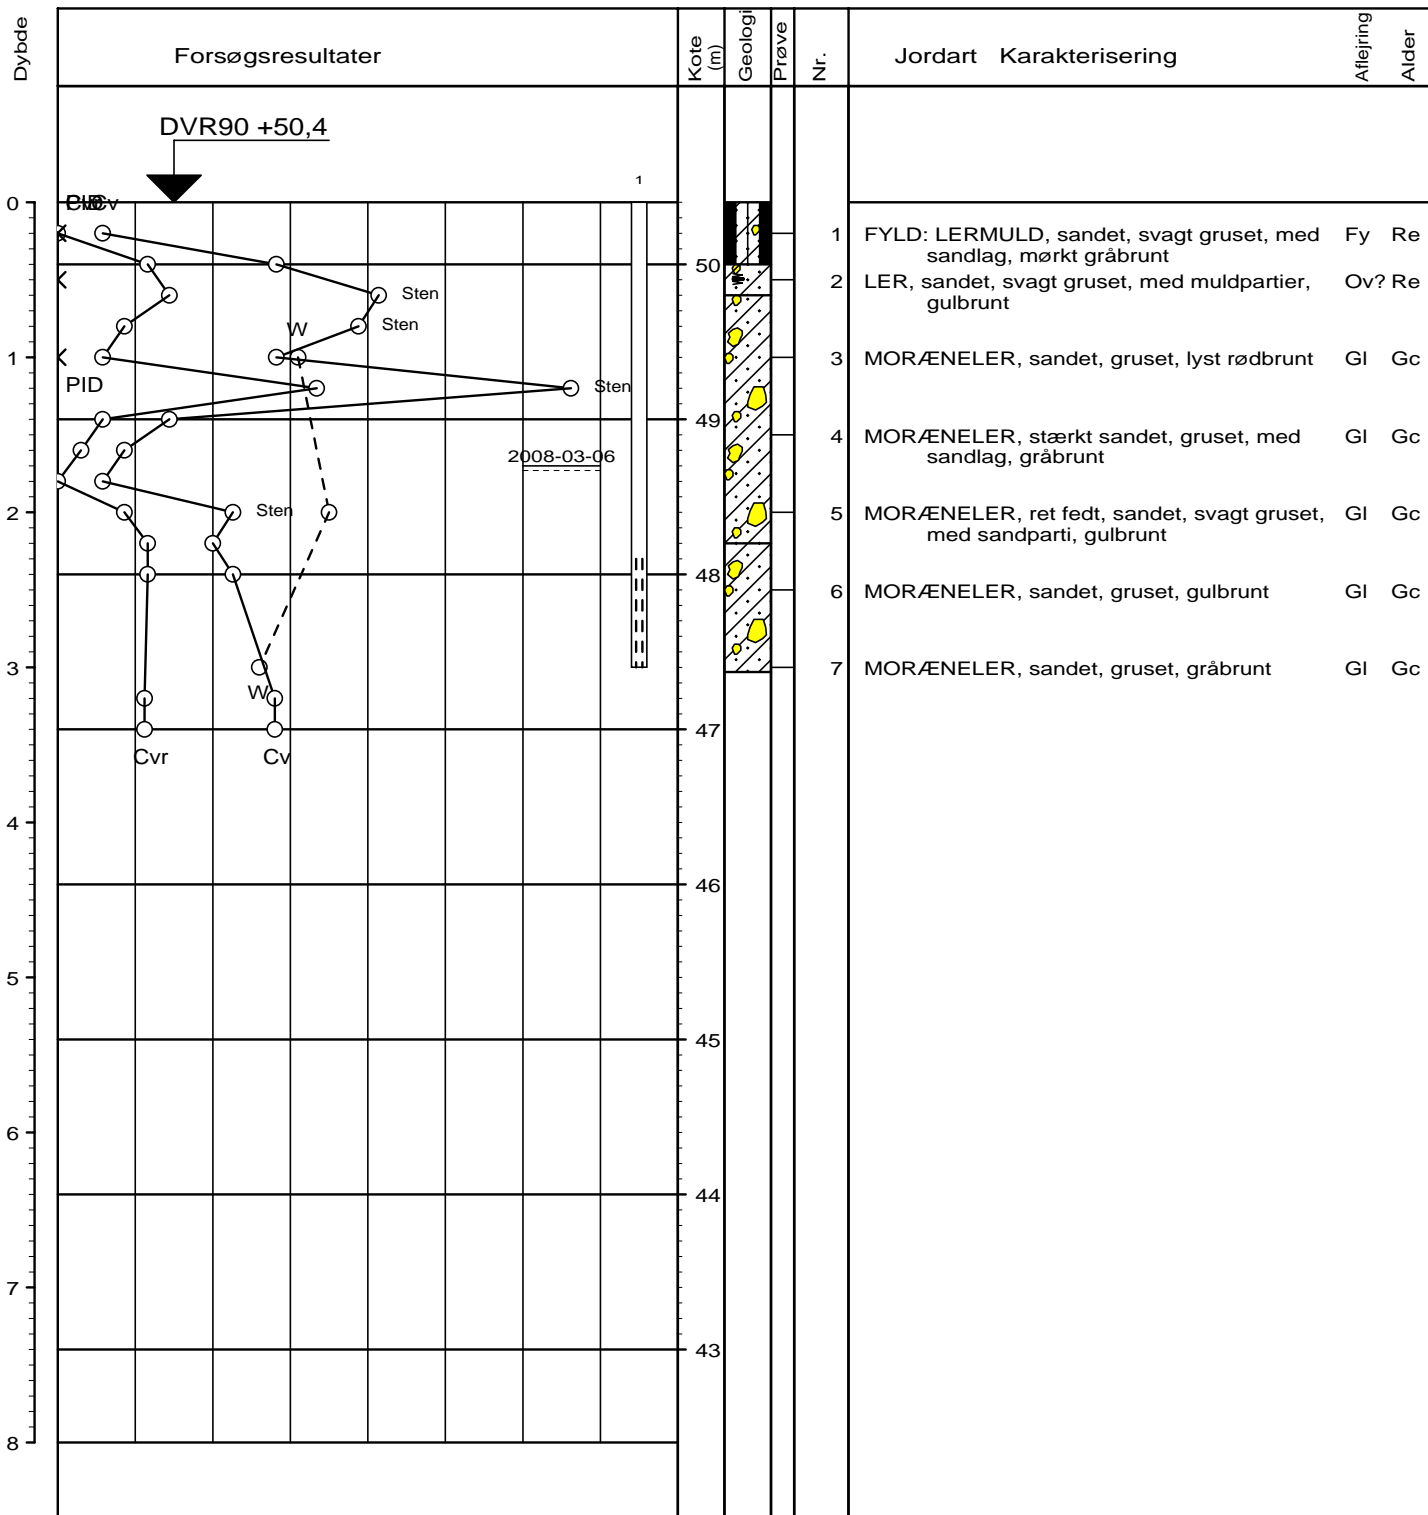 Dybde
Forsøgsresultater
Kote (m)
Geologi
Prøve
Nr.
Jordart Karakterisering
Aflejring
Alder
DVR90 +50,4
1
0
PID Cv
1 FYLD: LERMULD, sandet, svagt gruset, med Fy Re
sandlag, mørkt gråbrunt
50
2 LER, sandet, svagt gruset, med muldpartier, Ov? Re
gulbrunt
Sten
Sten
W
1
3 MORÆNELER, sandet, gruset, lyst rødbrunt Gl Gc
PID
Sten
49
4 MORÆNELER, stærkt sandet, gruset, med Gl Gc
sandlag, gråbrunt
2008-03-06
2
Sten
5 MORÆNELER, ret fedt, sandet, svagt gruset, Gl Gc
med sandparti, gulbrunt
48
6 MORÆNELER, sandet, gruset, gulbrunt Gl Gc
3
7 MORÆNELER, sandet, gruset, gråbrunt Gl Gc
W
47
Cvr Cv
4
46
5
45
6
44
7
43
8